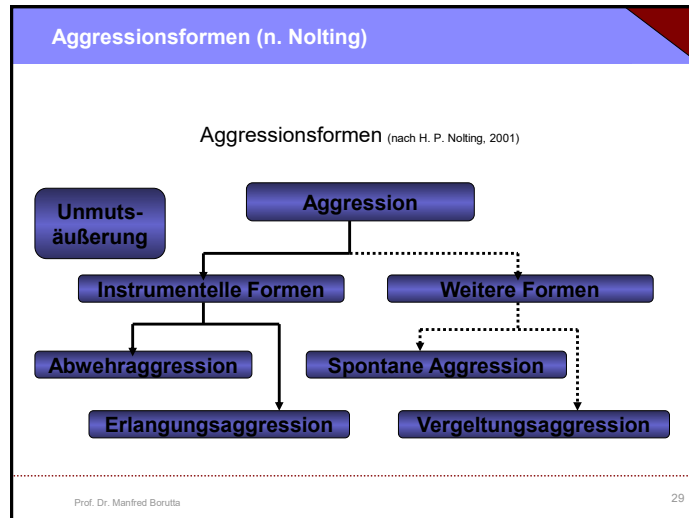 Aggressionsformen (n. Nolting)
Aggressionsformen (nach H. P. Nolting, 2001)
Unmuts-
äußerung
Aggression
Instrumentelle Formen
Weitere Formen
Abwehraggression
Spontane Aggression
Erlangungsaggression
Vergeltungsaggression
Prof. Dr. Manfred Borutta
29